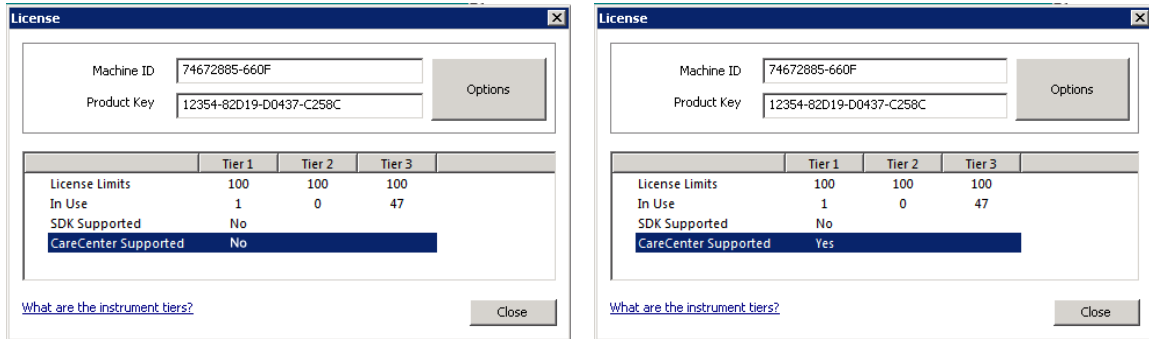 License
Machine ID 74672885-660F
Product Key 12354-82D19-D0437-C258C
Options
Tier 1 Tier 2 Tier 3
License Limits 100 100 100
In Use 1 0 47
SDK Supported No
CareCenter Supported No
What are the instrument tiers?
Close
License
Machine ID 74672885-660F
Product Key 12354-82D19-D0437-C258C
Options
Tier 1 Tier 2 Tier 3
License Limits 100 100 100
In Use 1 0 47
SDK Supported No
CareCenter Supported Yes
What are the instrument tiers?
Close